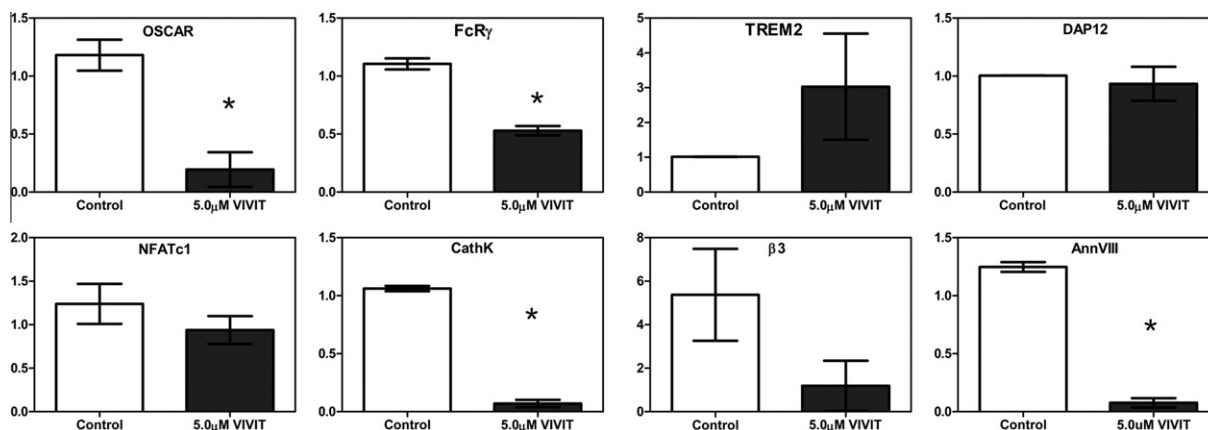 OSCAR
1.5
1.0
0.5
0.0
*
Control 5.0μM VIVIT
FcRγ
1.5
1.0
0.5
0.0
*
Control 5.0μM VIVIT
TREM2
5
4
3
2
1
0
Control 5.0μM VIVIT
DAP12
1.5
1.0
0.5
0.0
Control 5.0μM VIVIT
NFATc1
2.0
1.5
1.0
0.5
0.0
Control 5.0μM VIVIT
CathK
1.5
1.0
0.5
0.0
*
Control 5.0μM VIVIT
β3
8
6
4
2
0
Control 5.0μM VIVIT
AnnVIII
1.5
1.0
0.5
0.0
*
Control 5.0uM VIVIT